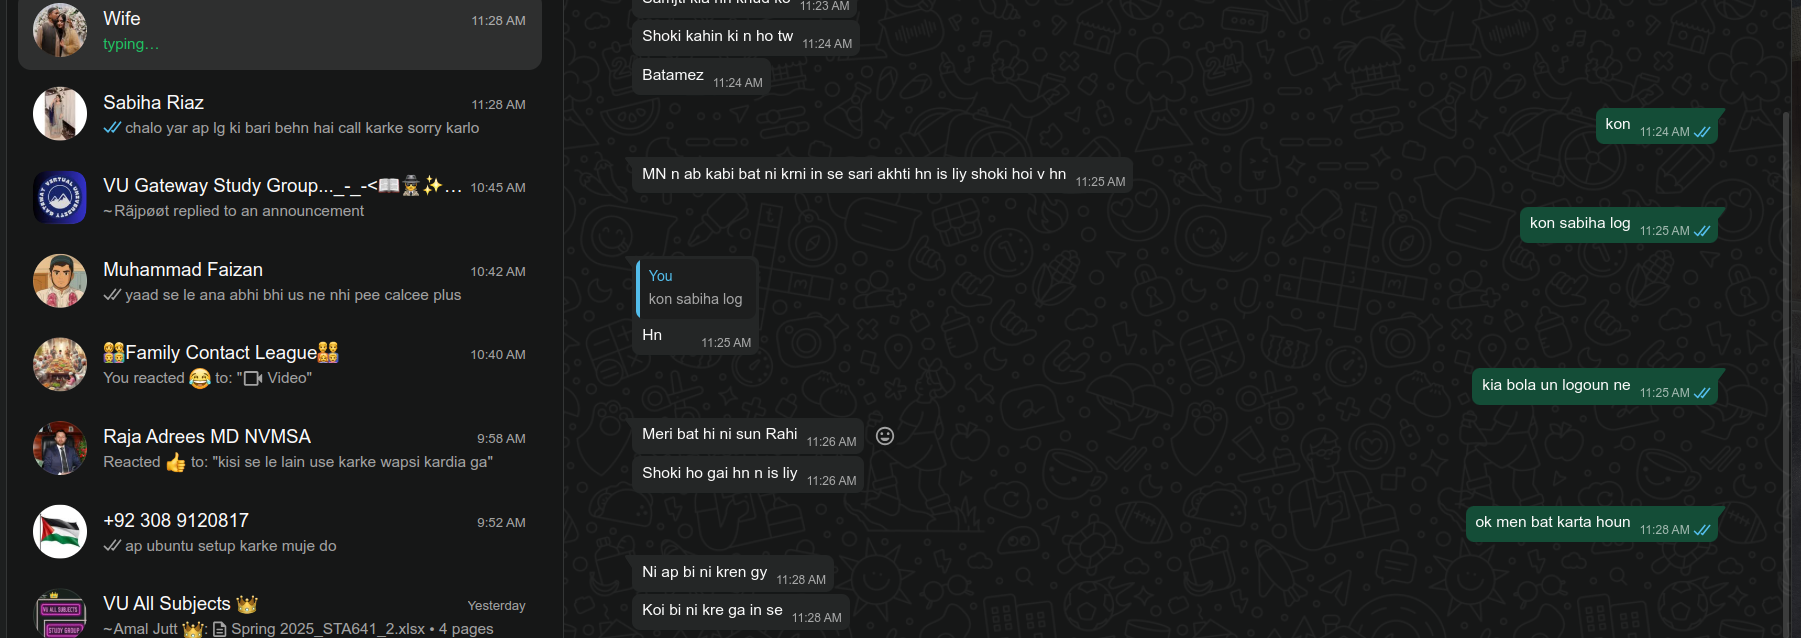 Wife 11:28 AM
typing...
Sabiha Riaz 11:28 AM
chalo yar ap lg ki bari behn hai call karke sorry karlo
VU Gateway Study Group..._-_-<📖🕵️✨... 10:45 AM
~Rãjpøøt replied to an announcement
Muhammad Faizan 10:42 AM
yaad se le ana abhi bhi us ne nhi pee calcee plus
👨‍👩‍👧‍👦Family Contact League👨‍👩‍👧‍👦 10:40 AM
You reacted 😂 to: "Video"
Raja Adrees MD NVMSA 9:58 AM
Reacted 👍 to: "kisi se le lain use karke wapsi kardia ga"
+92 308 9120817 9:52 AM
ap ubuntu setup karke muje do
VU All Subjects 👑 Yesterday
~Amal Jutt 👑: Spring 2025_STA641_2.xlsx • 4 pages
11:23 AM
Shoki kahin ki n ho tw 11:24 AM
Batamez 11:24 AM
kon 11:24 AM
MN n ab kabi bat ni krni in se sari akhti hn is liy shoki hoi v hn 11:25 AM
kon sabiha log 11:25 AM
You
kon sabiha log
Hn 11:25 AM
kia bola un logoun ne 11:25 AM
Meri bat hi ni sun Rahi 11:26 AM
Shoki ho gai hn n is liy 11:26 AM
ok men bat karta houn 11:28 AM
Ni ap bi ni kren gy 11:28 AM
Koi bi ni kre ga in se 11:28 AM